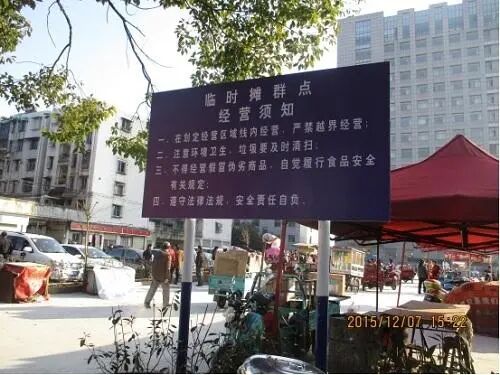 临时摊群点
经营须知
一、在划定经营区域线内经营，严禁越界经营；
二、注意环境卫生，垃圾要及时清扫；
三、不得经营假冒伪劣商品，自觉履行食品安全
有关规定；
四、遵守法律法规，安全责任自负.
2015/12/07 15:22